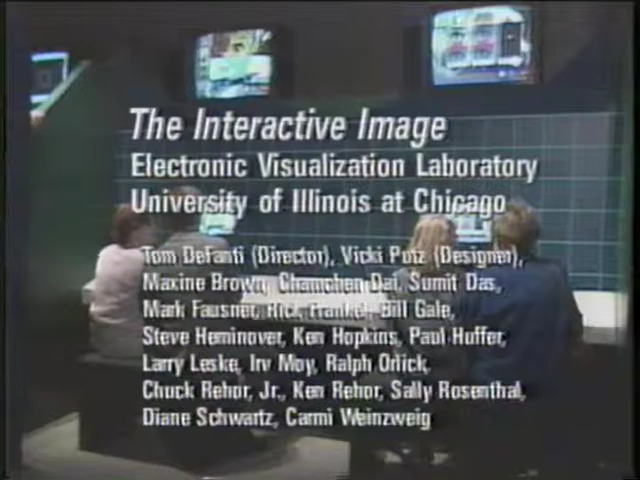 The Interactive Image
Electronic Visualization Laboratory
University of Illinois at Chicago
Tom DeFanti (Director), Vicki Putz (Designer),
Maxine Brown, Chamchen Dai, Sumit Das,
Mark Fausner, Rick Frankel, Bill Gale,
Steve Heminover, Ken Hopkins, Paul Huffer,
Larry Leske, Irv Moy, Ralph Orlick,
Chuck Rehor, Jr., Ken Rehor, Sally Rosenthal,
Diane Schwartz, Carmi Weinzweig